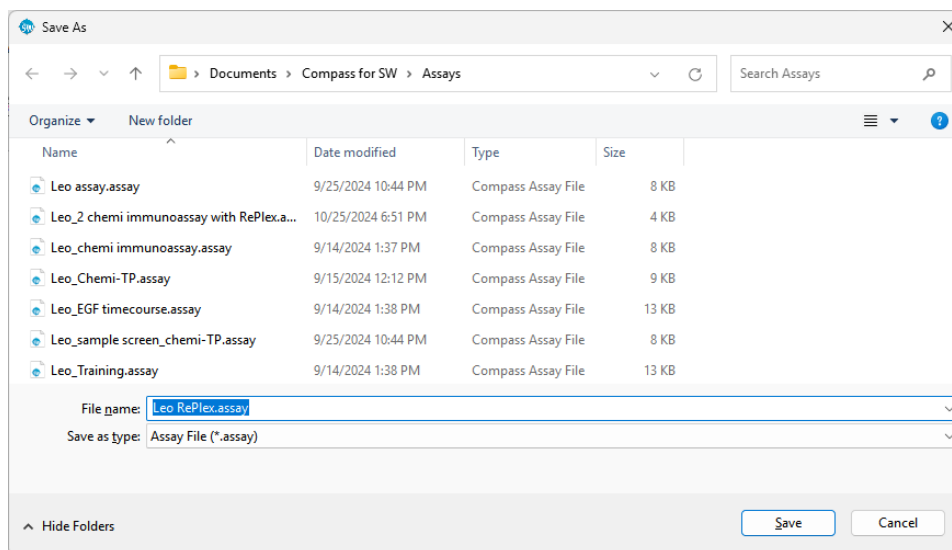 SW Save As
Documents > Compass for SW > Assays
Search Assays
Organize New folder
Name Date modified Type Size
Leo assay.assay 9/25/2024 10:44 PM Compass Assay File 8 KB
Leo_2 chemi immunoassay with RePlex.a... 10/25/2024 6:51 PM Compass Assay File 4 KB
Leo_chemi immunoassay.assay 9/14/2024 1:37 PM Compass Assay File 8 KB
Leo_Chemi-TP.assay 9/15/2024 12:12 PM Compass Assay File 9 KB
Leo_EGF timecourse.assay 9/14/2024 1:38 PM Compass Assay File 13 KB
Leo_sample screen_chemi-TP.assay 9/25/2024 10:44 PM Compass Assay File 8 KB
Leo_Training.assay 9/14/2024 1:38 PM Compass Assay File 13 KB
File name: Leo RePlex.assay
Save as type: Assay File (*.assay)
Hide Folders Save Cancel